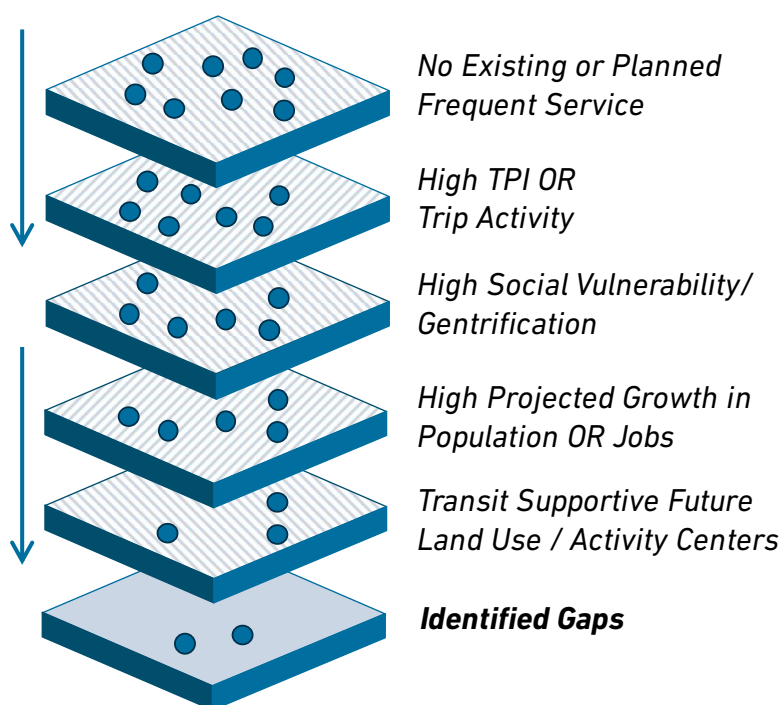 No Existing or Planned
Frequent Service
High TPI OR
Trip Activity
High Social Vulnerability/
Gentrification
High Projected Growth in
Population OR Jobs
Transit Supportive Future
Land Use / Activity Centers
Identified Gaps